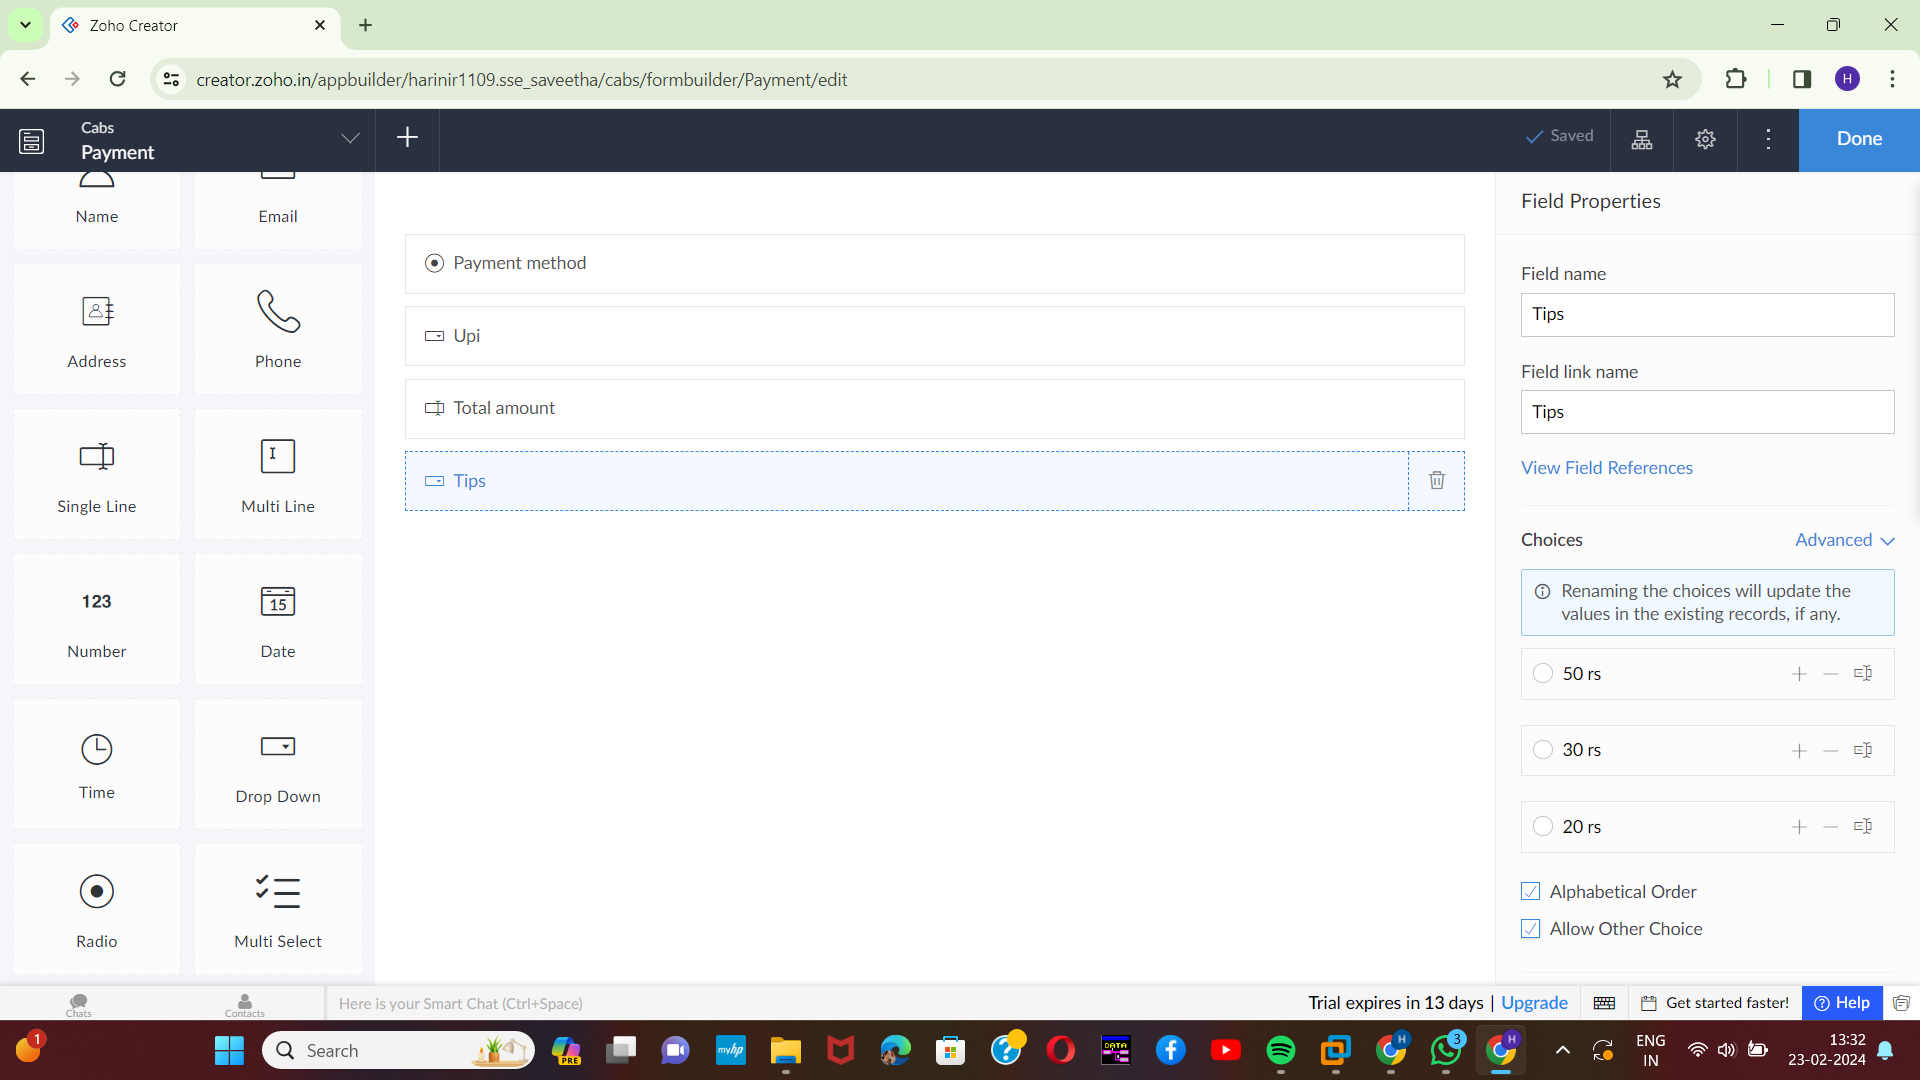 Zoho Creator
creator.zoho.in/appbuilder/harinir1109.sse_saveetha/cabs/formbuilder/Payment/edit
H
Cabs
Payment
Saved
Done
Name
Email
Address
Phone
Single Line
Multi Line
123
Number
15
Date
Time
Drop Down
Radio
Multi Select
Payment method
Upi
Total amount
Tips
Field Properties
Field name
Tips
Field link name
Tips
View Field References
Choices
Advanced
Renaming the choices will update the
values in the existing records, if any.
50 rs
30 rs
20 rs
Alphabetical Order
Allow Other Choice
Chats
Contacts
Here is your Smart Chat (Ctrl+Space)
Trial expires in 13 days | Upgrade
Get started faster!
Help
1
Search
PRE
myhp
DATA
H
3
H
ENG
IN
13:32
23-02-2024